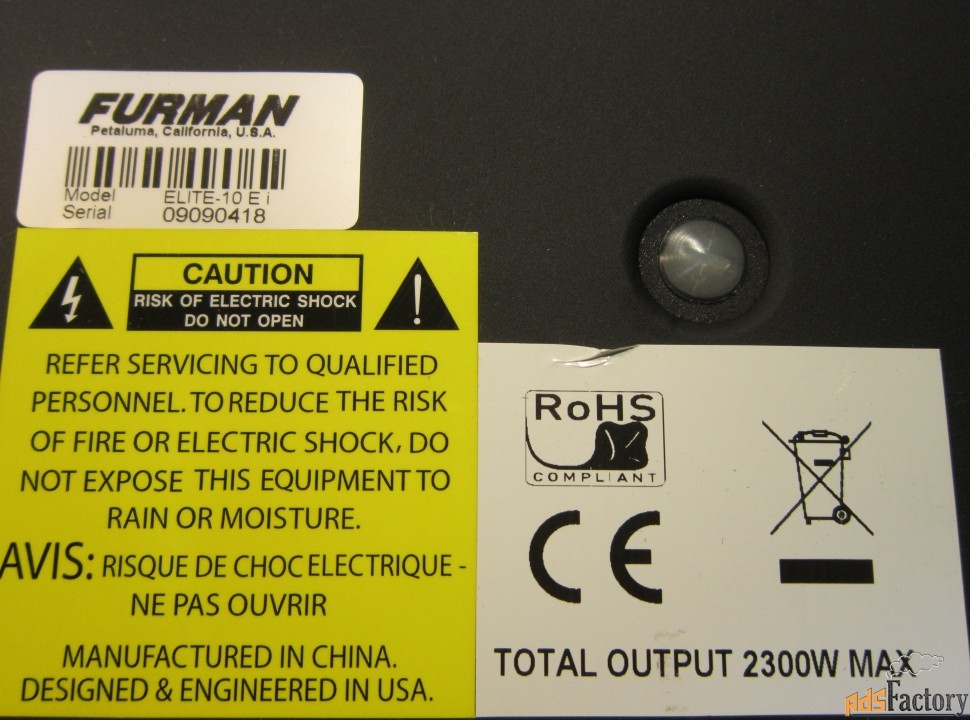 FURMAN
Petaluma, California, U.S.A.
Model ELITE-10 E i
Serial 09090418
CAUTION
RISK OF ELECTRIC SHOCK
DO NOT OPEN
REFER SERVICING TO QUALIFIED
PERSONNEL. TO REDUCE THE RISK
OF FIRE OR ELECTRIC SHOCK, DO
NOT EXPOSE THIS EQUIPMENT TO
RAIN OR MOISTURE.
AVIS: RISQUE DE CHOC ELECTRIQUE -
NE PAS OUVRIR
MANUFACTURED IN CHINA.
DESIGNED & ENGINEERED IN USA.
RoHS
COMPLIANT
CE
TOTAL OUTPUT 2300W MAX
AdsFactory